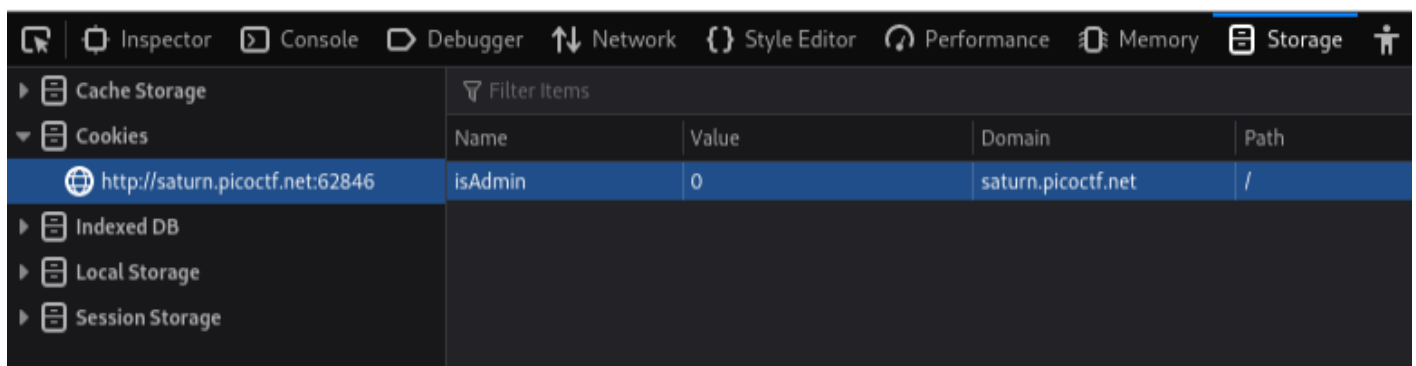 Inspector Console Debugger Network Style Editor Performance Memory Storage
Cache Storage
Filter Items
Cookies
Name Value Domain Path
http://saturn.picoctf.net:62846 isAdmin 0 saturn.picoctf.net /
Indexed DB
Local Storage
Session Storage